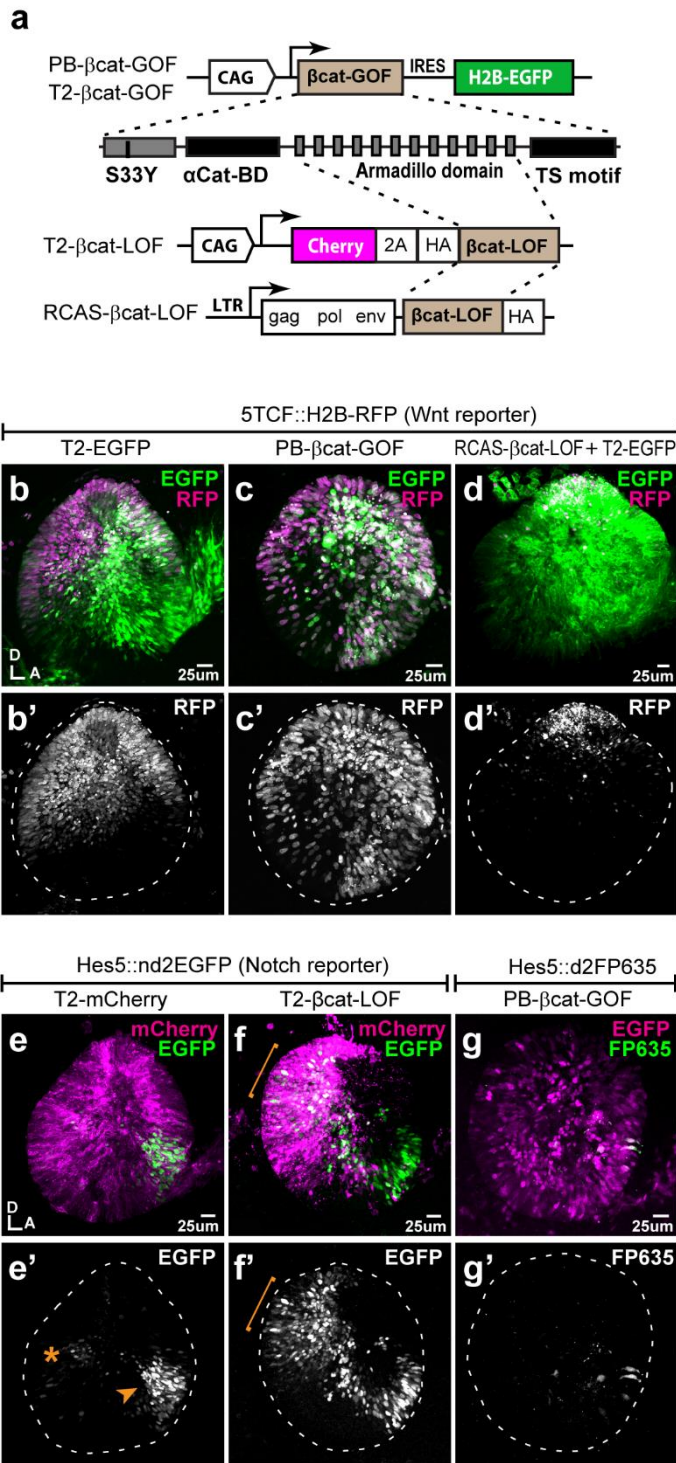 a
PB-βcat-GOF
T2-βcat-GOF
CAG
βcat-GOF
IRES
H2B-EGFP
S33Y
αCat-BD
Armadillo domain
TS motif
T2-βcat-LOF
CAG
Cherry
2A
HA
βcat-LOF
RCAS-βcat-LOF
LTR
gag pol env
βcat-LOF
HA
5TCF::H2B-RFP (Wnt reporter)
T2-EGFP
PB-βcat-GOF
RCAS-βcat-LOF + T2-EGFP
b
EGFP
RFP
D
A
25um
c
EGFP
RFP
25um
d
EGFP
RFP
25um
b'
RFP
c'
RFP
d'
RFP
Hes5::nd2EGFP (Notch reporter)
Hes5::d2FP635
T2-mCherry
T2-βcat-LOF
PB-βcat-GOF
e
mCherry
EGFP
D
A
25um
f
mCherry
EGFP
25um
g
EGFP
FP635
25um
e'
EGFP
*
f'
EGFP
g'
FP635